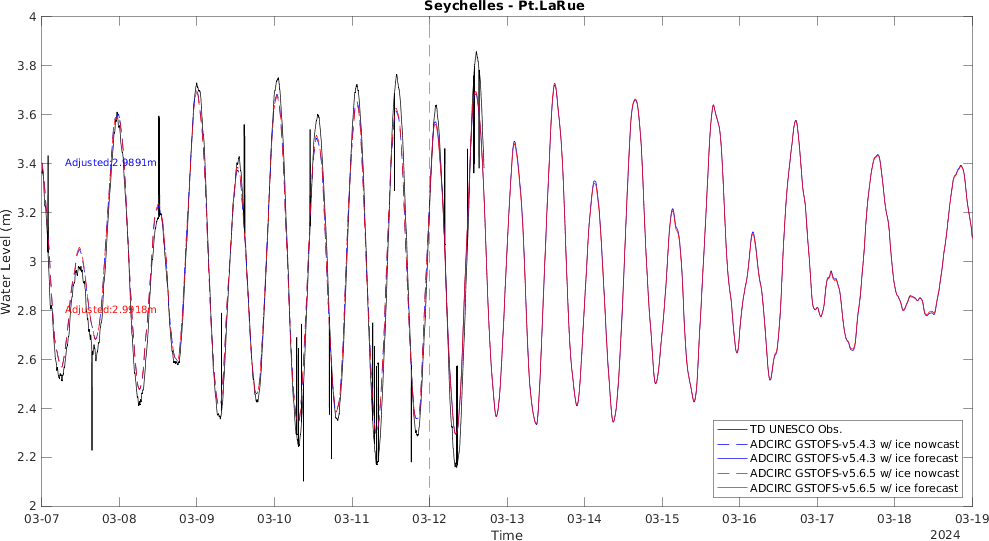 Seychelles - Pt.LaRue
4
3.8
3.6
3.4
3.2
3
2.8
2.6
2.4
2.2
2
Water Level (m)
Adjusted:2.9891m
Adjusted:2.9918m
TD UNESCO Obs.
ADCIRC GSTOFS-v5.4.3 w/ ice nowcast
ADCIRC GSTOFS-v5.4.3 w/ ice forecast
ADCIRC GSTOFS-v5.6.5 w/ ice nowcast
ADCIRC GSTOFS-v5.6.5 w/ ice forecast
03-07 03-08 03-09 03-10 03-11 03-12 03-13 03-14 03-15 03-16 03-17 03-18 03-19
Time
2024